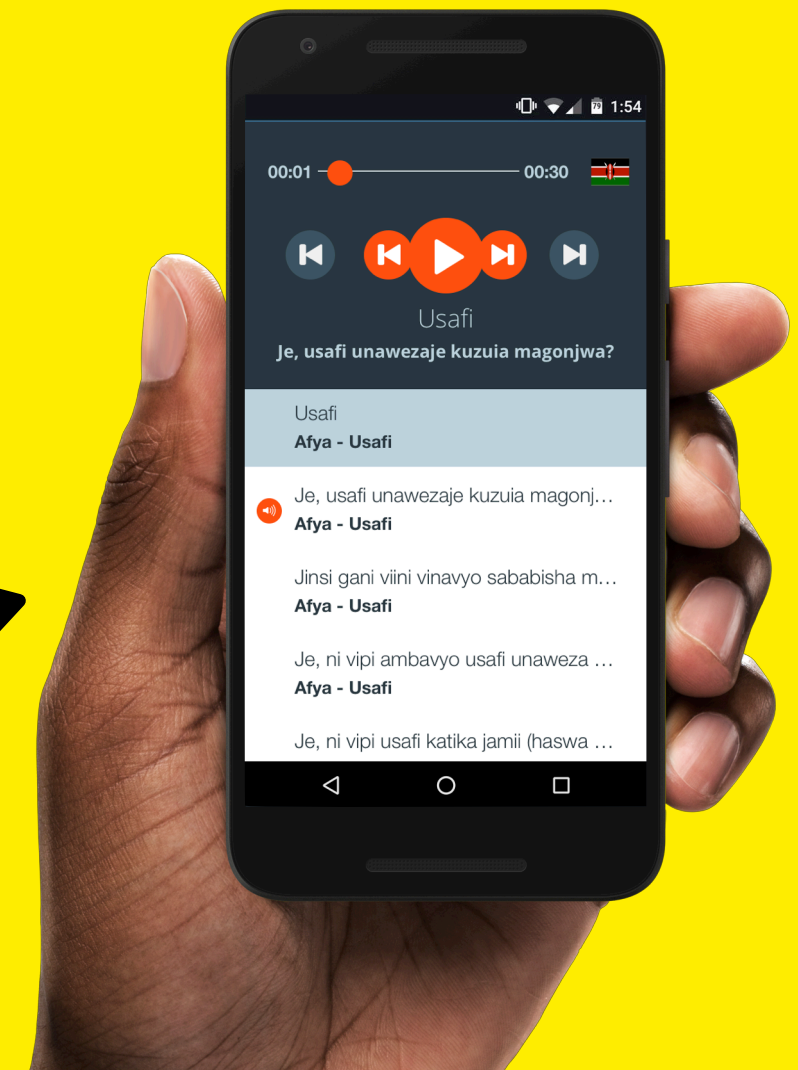 79 1:54
00:01 00:30
Usafi
Je, usafi unawezaje kuzuia magonjwa?
Usafi
Afya - Usafi
Je, usafi unawezaje kuzuia magonj...
Afya - Usafi
Jinsi gani viini vinavyo sababisha m...
Afya - Usafi
Je, ni vipi ambavyo usafi unaweza ...
Afya - Usafi
Je, ni vipi usafi katika jamii (haswa ...